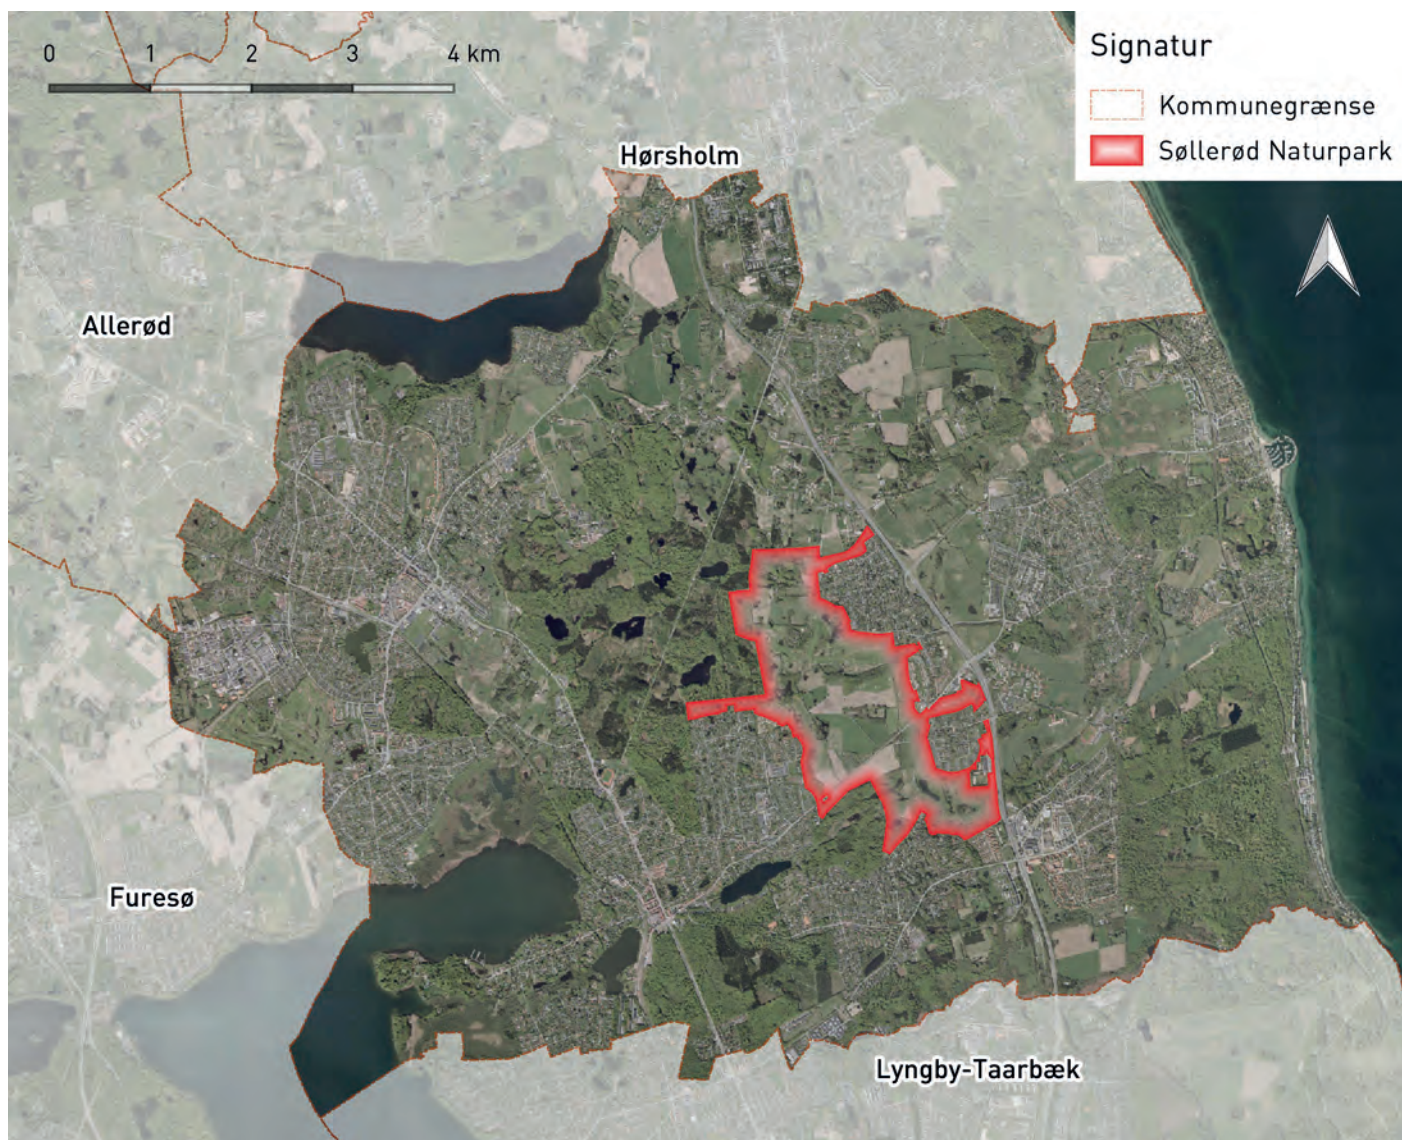 0 1 2 3 4 km
Signatur
Kommunegrænse
Søllerød Naturpark
Hørsholm
Allerød
Furesø
Lyngby-Taarbæk